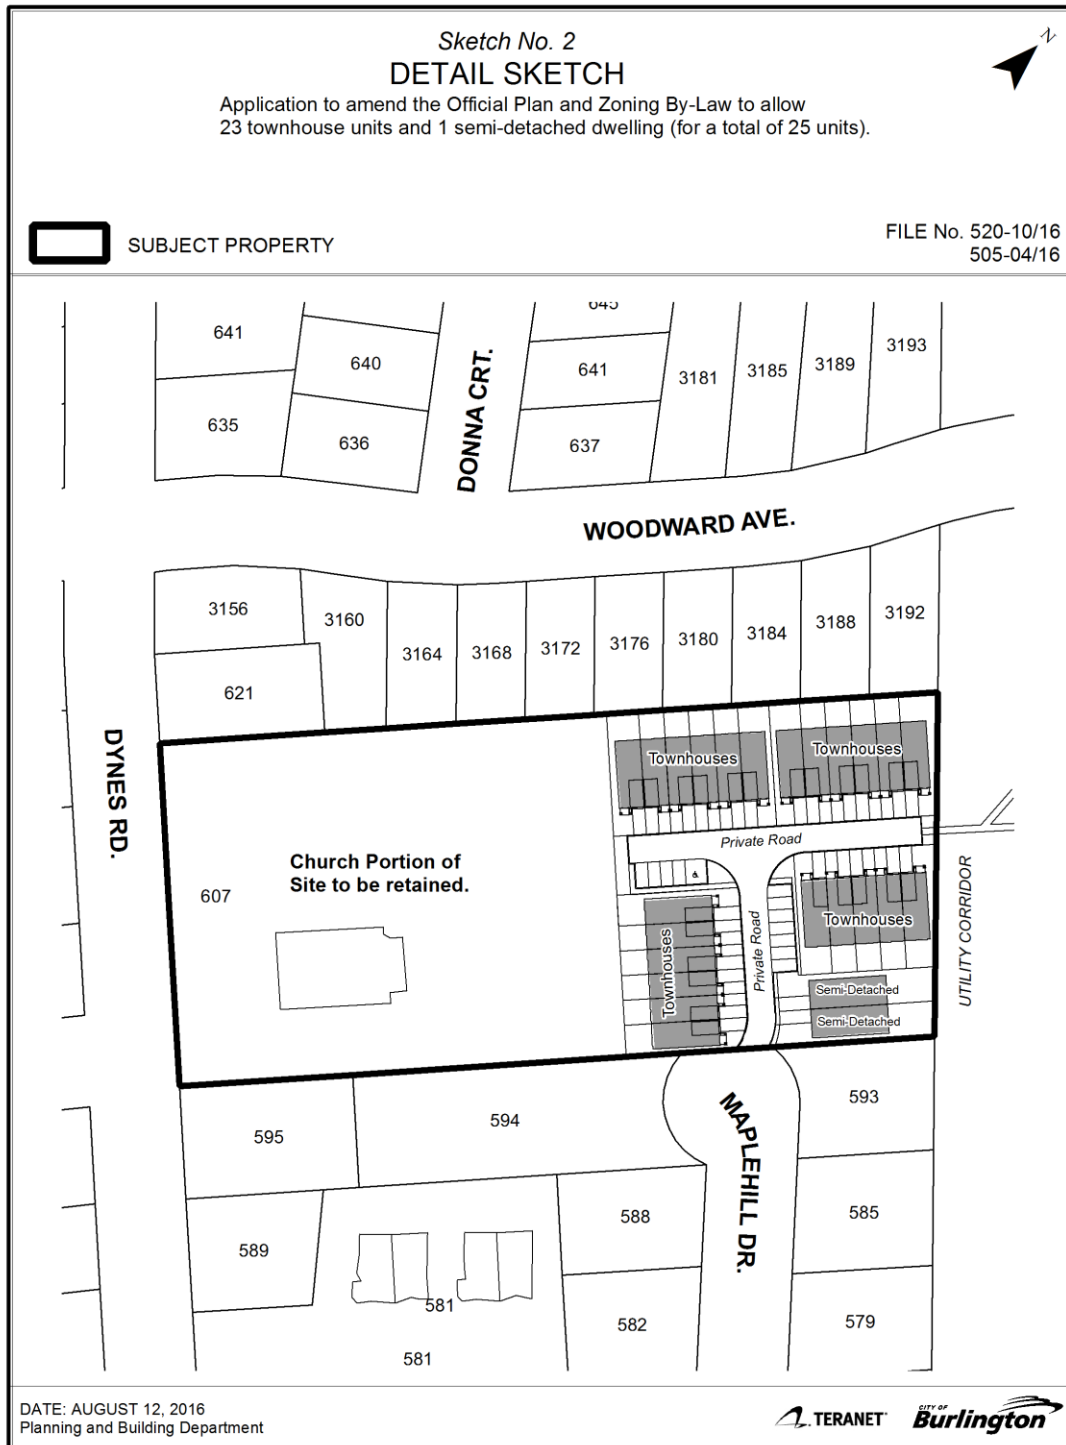 Sketch No. 2
N
DETAIL SKETCH
Application to amend the Official Plan and Zoning By-Law to allow
23 townhouse units and 1 semi-detached dwelling (for a total of 25 units).
SUBJECT PROPERTY
FILE No. 520-10/16
505-04/16
641
640
645
641
3181
3185
3189
3193
635
636
637
DONNA CRT.
WOODWARD AVE.
3156
3160
3164
3168
3172
3176
3180
3184
3188
3192
621
DYNES RD.
Townhouses
Townhouses
Private Road
Church Portion of
Site to be retained.
607
Townhouses
Private Road
Townhouses
UTILITY CORRIDOR
Semi-Detached
Semi-Detached
595
594
MAPLEHILL DR.
593
589
588
585
581
581
582
579
DATE: AUGUST 12, 2016
Planning and Building Department
TERANET
CITY OF
Burlington